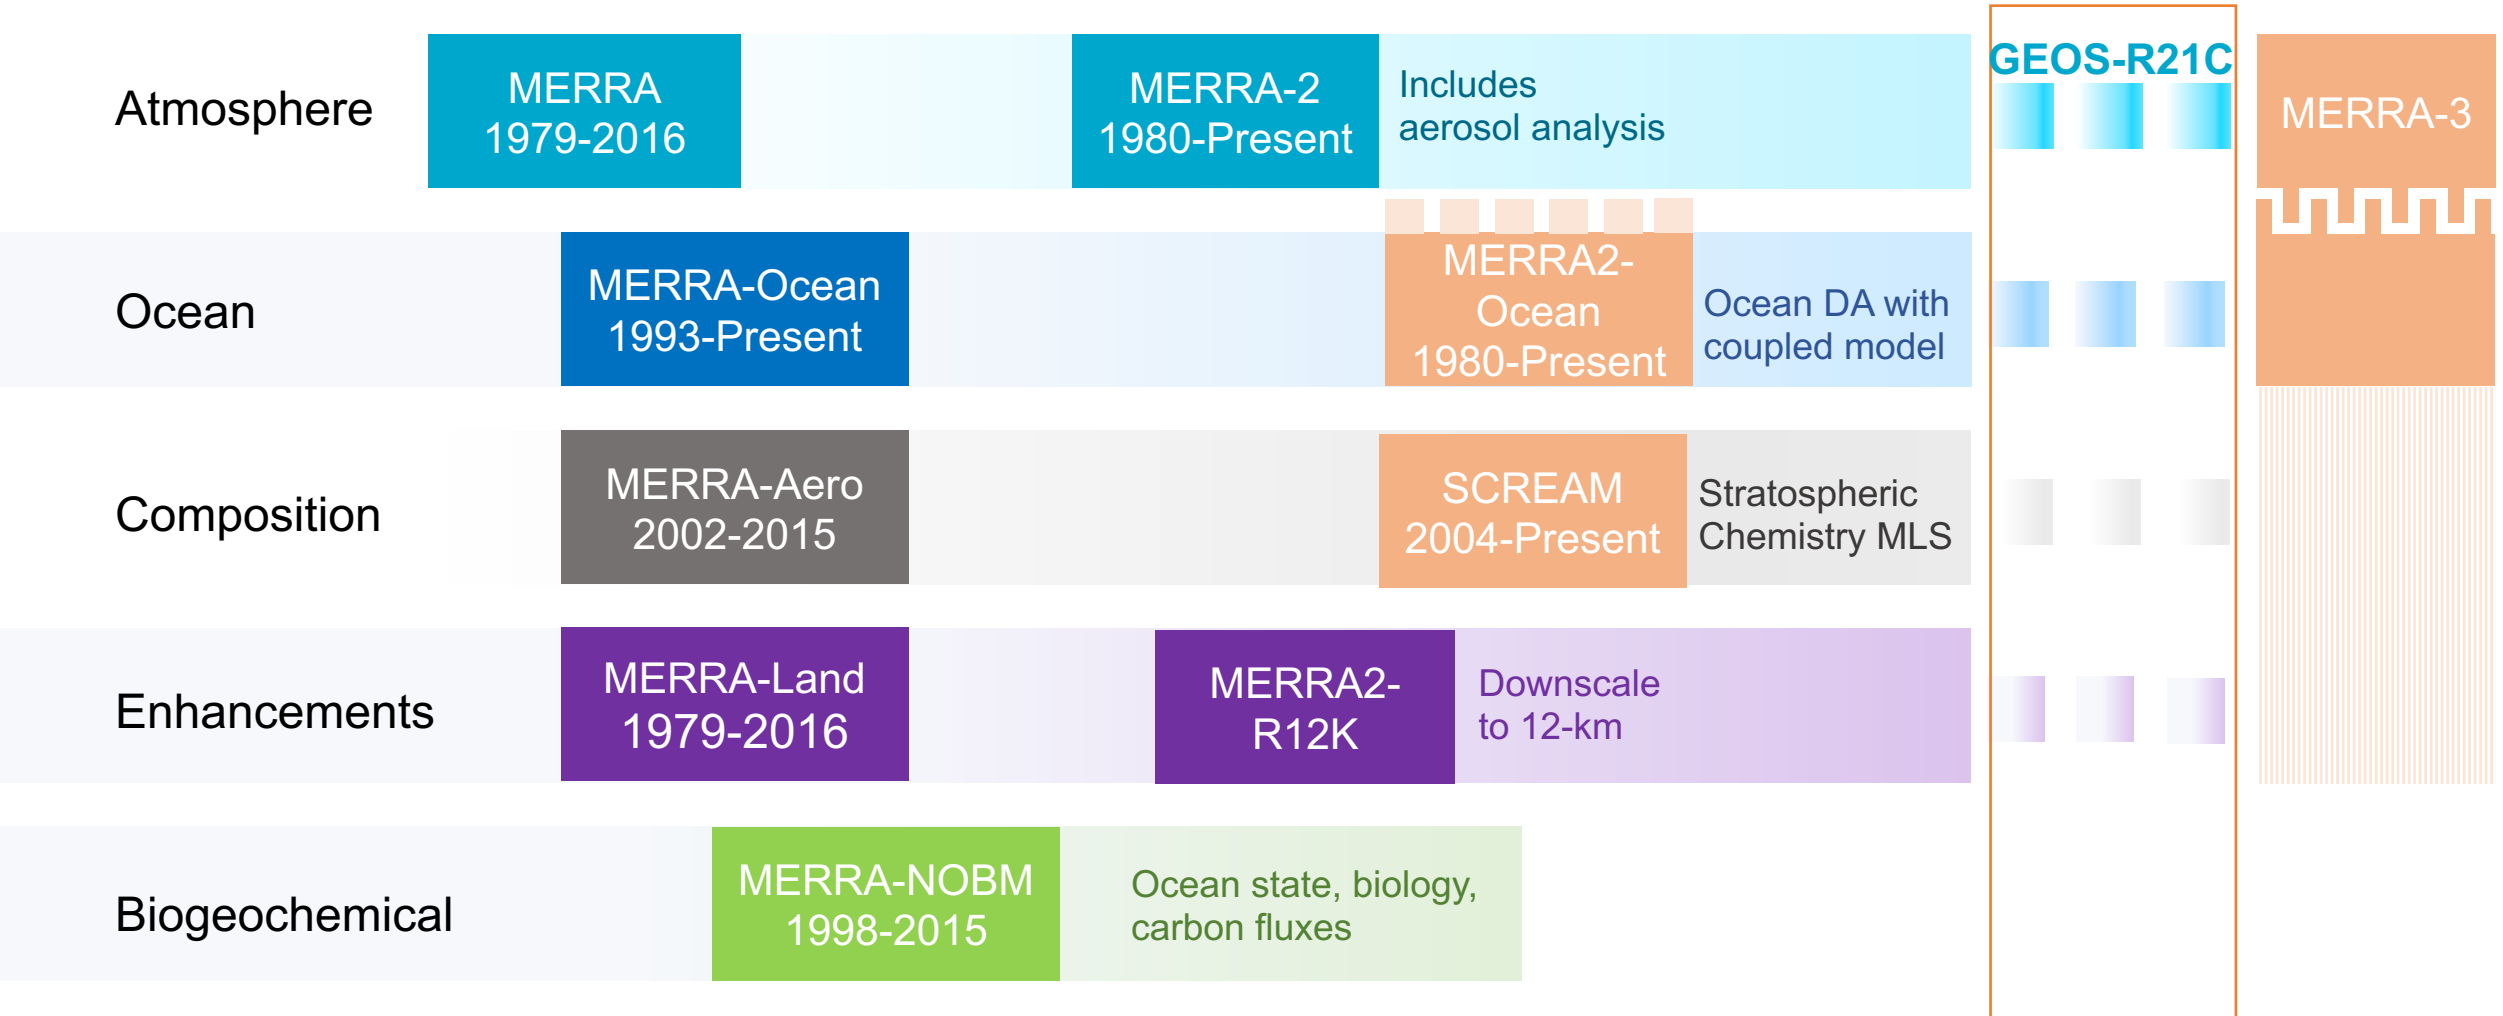 Atmosphere
MERRA
1979-2016
MERRA-2
1980-Present
Includes
aerosol analysis
GEOS-R21C
MERRA-3
Ocean
MERRA-Ocean
1993-Present
MERRA2-
Ocean
1980-Present
Ocean DA with
coupled model
Composition
MERRA-Aero
2002-2015
SCREAM
2004-Present
Stratospheric
Chemistry MLS
Enhancements
MERRA-Land
1979-2016
MERRA2-
R12K
Downscale
to 12-km
Biogeochemical
MERRA-NOBM
1998-2015
Ocean state, biology,
carbon fluxes